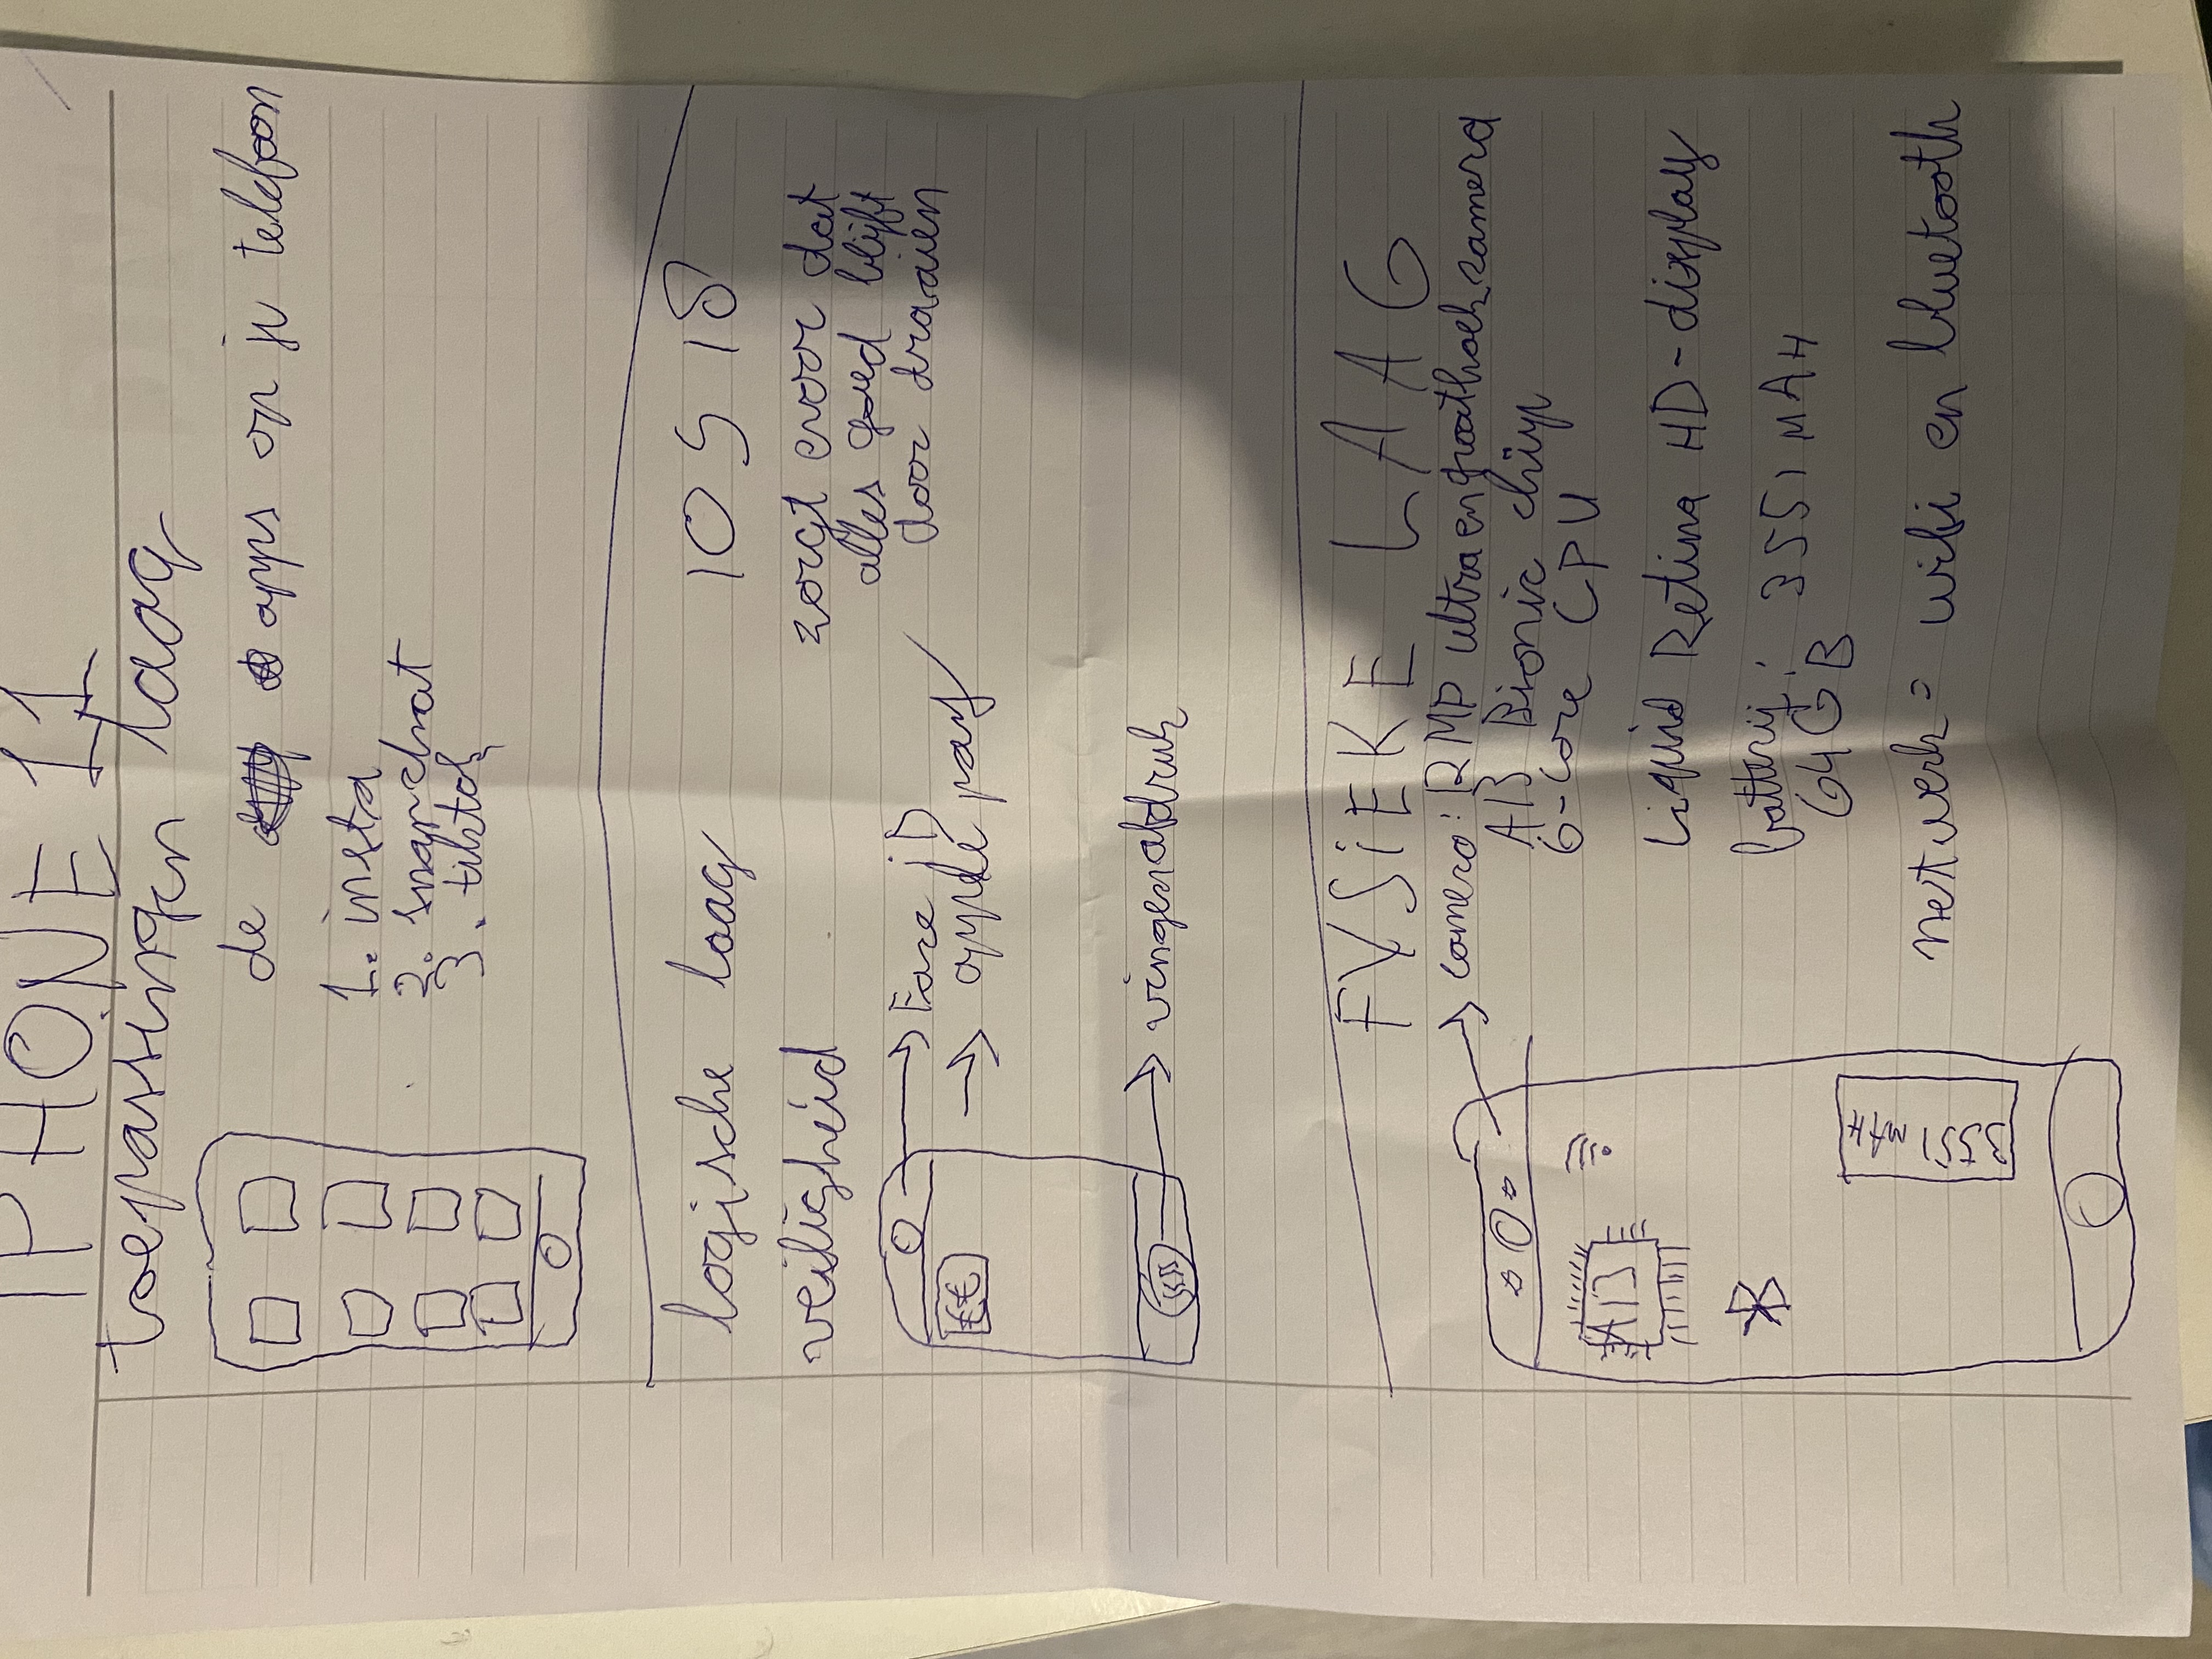 IPHONE 11
toepassingen laag
de apps op je telefoon
1. insta
2. snapchat
3. tiktok
logische laag
IOS 18
veiligheid
zorgt ervoor dat
alles goed blijft
door draaien
Face iD
€€
apple pay
vingerafdruk
FYSIEKE LAAG
camera: 12 MP ultra en groothoek camera
A13 Bionic chip
6-core CPU
A13
Liquid Retina HD-display
batterij: 3551 MAH
64GB
3551 mAH
netwerk = wifi en bluetooth